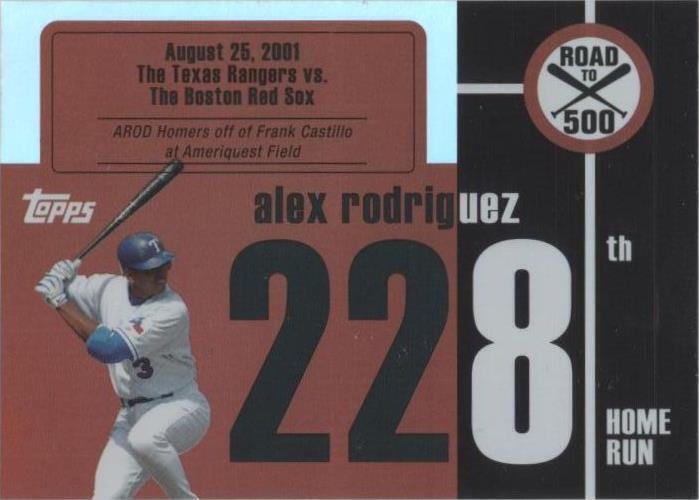 August 25, 2001
The Texas Rangers vs.
The Boston Red Sox
AROD Homers off of Frank Castillo
at Ameriquest Field
ROAD
TO
500
topps
alex rodriguez
228
th
HOME
RUN
T
3